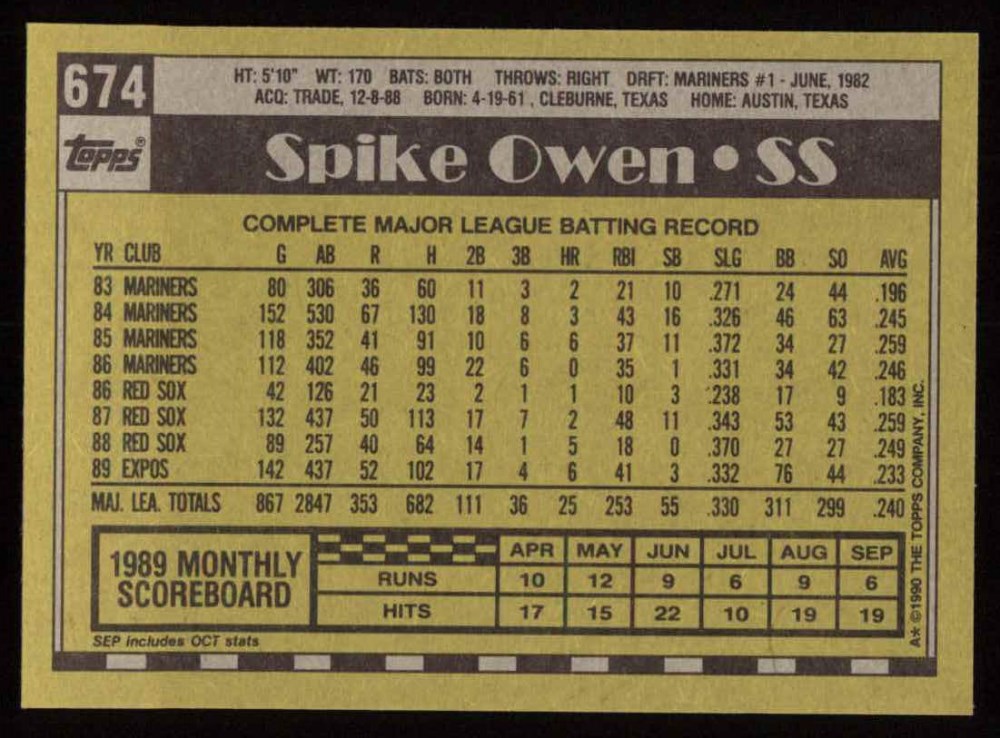 674
HT: 5'10" WT: 170 BATS: BOTH THROWS: RIGHT DRFT: MARINERS #1 - JUNE, 1982
ACQ: TRADE, 12-8-88 BORN: 4-19-61 , CLEBURNE, TEXAS HOME: AUSTIN, TEXAS
topps®
Spike Owen • SS
COMPLETE MAJOR LEAGUE BATTING RECORD
YR CLUB G AB R H 2B 3B HR RBI SB SLG BB SO AVG
83 MARINERS 80 306 36 60 11 3 2 21 10 .271 24 44 .196
84 MARINERS 152 530 67 130 18 8 3 43 16 .326 46 63 .245
85 MARINERS 118 352 41 91 10 6 6 37 11 .372 34 27 .259
86 MARINERS 112 402 46 99 22 6 0 35 1 .331 34 42 .246
86 RED SOX 42 126 21 23 2 1 1 10 3 .238 17 9 .183
87 RED SOX 132 437 50 113 17 7 2 48 11 .343 53 43 .259
88 RED SOX 89 257 40 64 14 1 5 18 0 .370 27 27 .249
89 EXPOS 142 437 52 102 17 4 6 41 3 .332 76 44 .233
MAJ. LEA. TOTALS 867 2847 353 682 111 36 25 253 55 .330 311 299 .240
1989 MONTHLY
SCOREBOARD
APR MAY JUN JUL AUG SEP
RUNS 10 12 9 6 9 6
HITS 17 15 22 10 19 19
SEP includes OCT stats
A* ©1990 THE TOPPS COMPANY, INC.